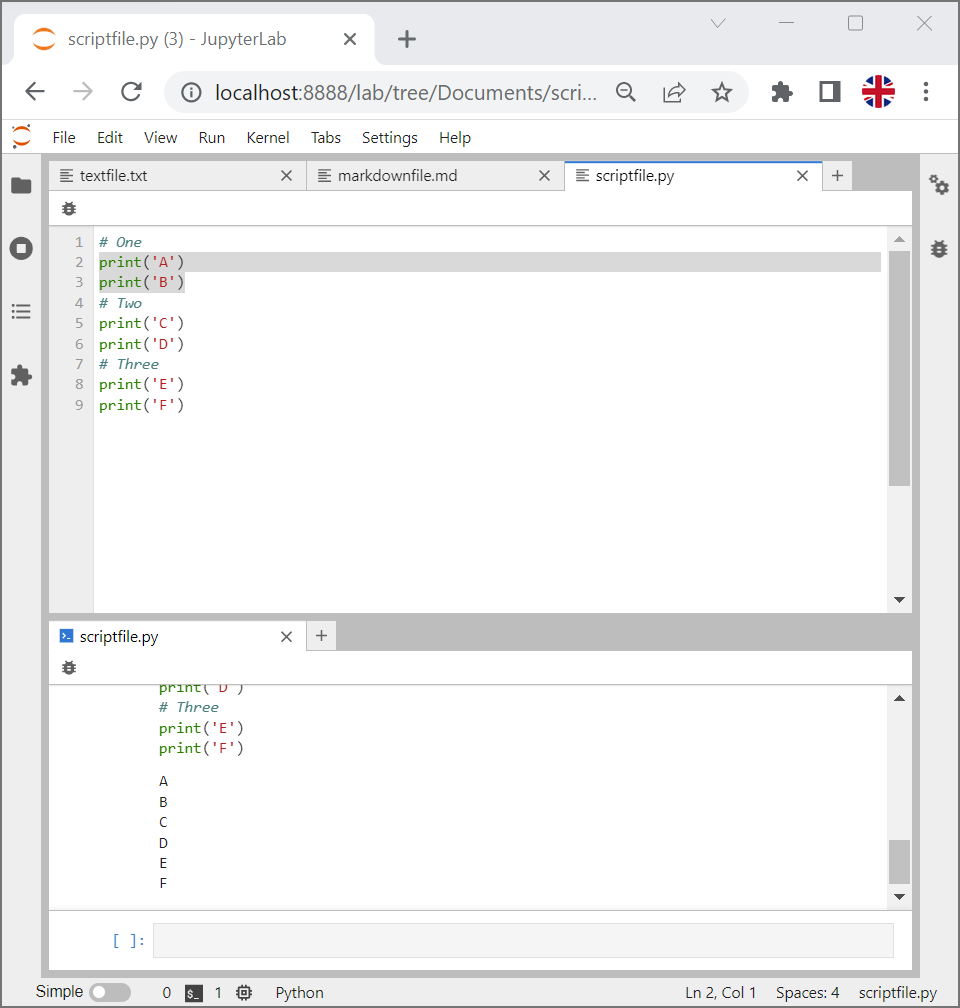 scriptfile.py (3) - JupyterLab
localhost:8888/lab/tree/Documents/scri...
File Edit View Run Kernel Tabs Settings Help
textfile.txt markdownfile.md scriptfile.py
1 # One
2 print('A')
3 print('B')
4 # Two
5 print('C')
6 print('D')
7 # Three
8 print('E')
9 print('F')
scriptfile.py
print('D')
# Three
print('E')
print('F')
A
B
C
D
E
F
[ ]:
Simple 0 $_ 1 Python Ln 2, Col 1 Spaces: 4 scriptfile.py